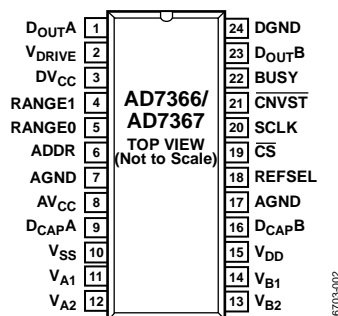 DOUTA 1
VDRIVE 2
DVCC 3
RANGE1 4
RANGE0 5
ADDR 6
AGND 7
AVCC 8
DCAPA 9
VSS 10
VA1 11
VA2 12
AD7366/
AD7367
TOP VIEW
(Not to Scale)
24 DGND
23 DOUTB
22 BUSY
21 CNVST
20 SCLK
19 CS
18 REFSEL
17 AGND
16 DCAPB
15 VDD
14 VB1
13 VB2
6703-002